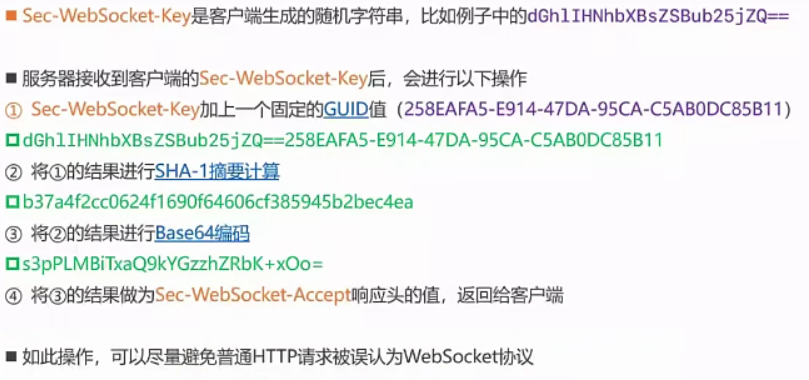 ■ Sec-WebSocket-Key是客户端生成的随机字符串，比如例子中的dGhlIHNhbXBsZSBub25jZQ==
■ 服务器接收到客户端的Sec-WebSocket-Key后，会进行以下操作
① Sec-WebSocket-Key加上一个固定的GUID值（258EAFA5-E914-47DA-95CA-C5AB0DC85B11）
dGhlIHNhbXBsZSBub25jZQ==258EAFA5-E914-47DA-95CA-C5AB0DC85B11
② 将①的结果进行SHA-1摘要计算
b37a4f2cc0624f1690f64606cf385945b2bec4ea
③ 将②的结果进行Base64编码
s3pPLMBiTxaQ9kYGzzhZRbK+xOo=
④ 将③的结果做为Sec-WebSocket-Accept响应头的值，返回给客户端
■ 如此操作，可以尽量避免普通HTTP请求被误认为WebSocket协议